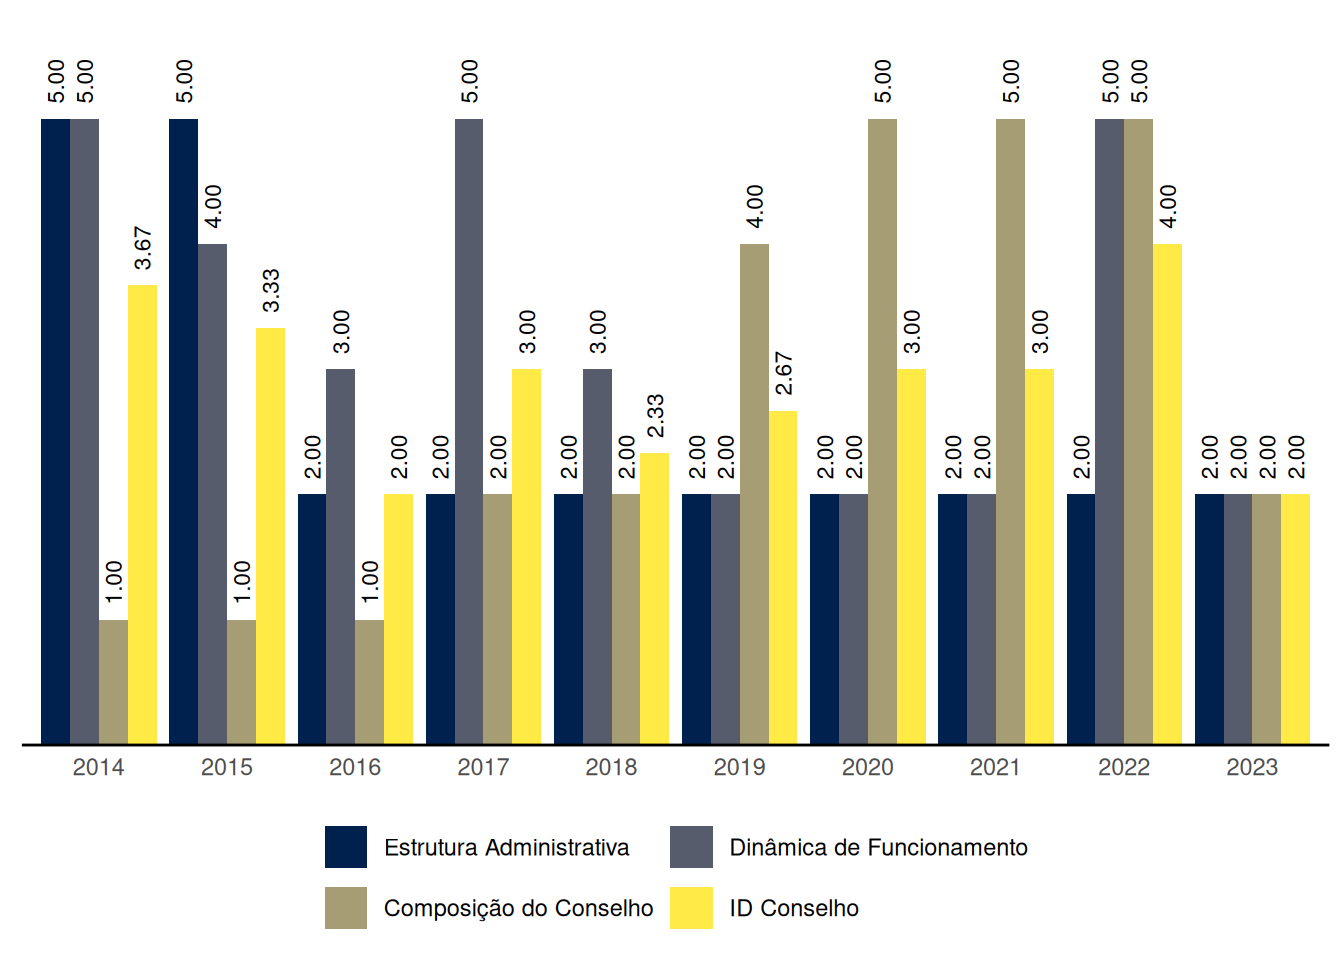 5.00 5.00 1.00 3.67
5.00 4.00 1.00 3.33
2.00 3.00 1.00 2.00
2.00 5.00 2.00 3.00
2.00 3.00 2.00 2.33
2.00 2.00 4.00 2.67
2.00 2.00 5.00 3.00
2.00 2.00 5.00 3.00
2.00 5.00 5.00 4.00
2.00 2.00 2.00 2.00
2014 2015 2016 2017 2018 2019 2020 2021 2022 2023
Estrutura Administrativa Dinâmica de Funcionamento
Composição do Conselho ID Conselho